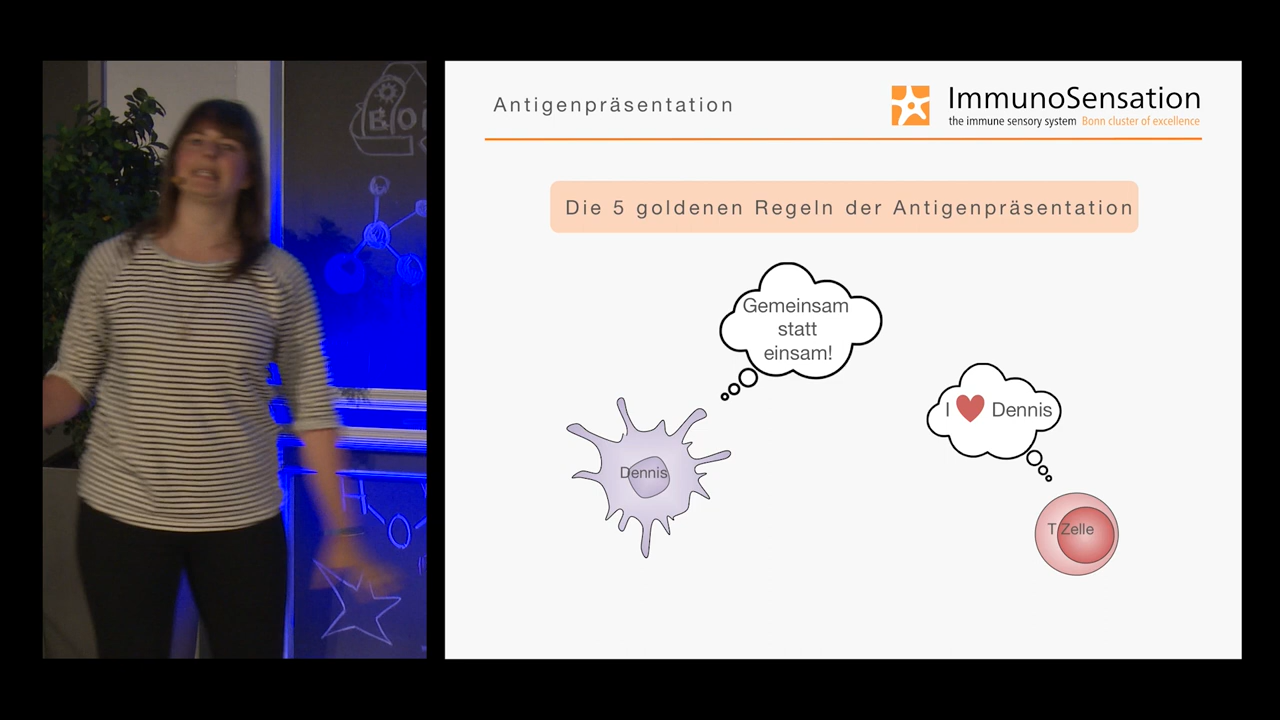 Antigenpräsentation
ImmunoSensation
the immune sensory system Bonn cluster of excellence
Die 5 goldenen Regeln der Antigenpräsentation
Gemeinsam
statt
einsam!
I ❤ Dennis
Dennis
T Zelle